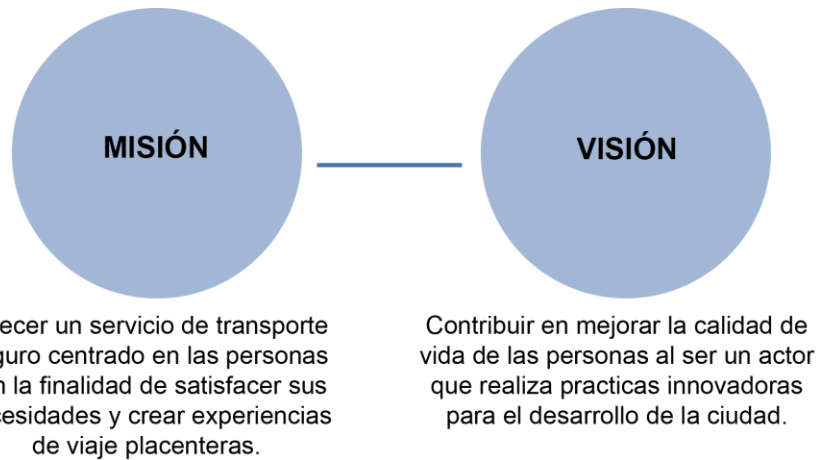 MISIÓN
VISIÓN
ecer un servicio de transporte
guro centrado en las personas
la finalidad de satisfacer sus
esidades y crear experiencias
de viaje placenteras.
Contribuir en mejorar la calidad de
vida de las personas al ser un actor
que realiza practicas innovadoras
para el desarrollo de la ciudad.